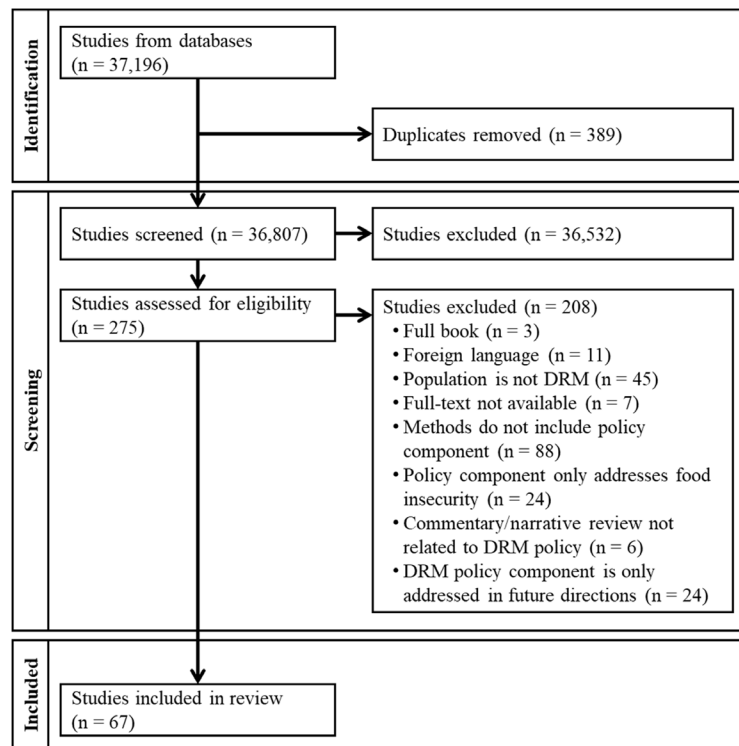 Identification
Studies from databases
(n = 37,196)
Duplicates removed (n = 389)
Screening
Studies screened (n = 36,807)
Studies excluded (n = 36,532)
Studies assessed for eligibility
(n = 275)
Studies excluded (n = 208)
• Full book (n = 3)
• Foreign language (n = 11)
• Population is not DRM (n = 45)
• Full-text not available (n = 7)
• Methods do not include policy
component (n = 88)
• Policy component only addresses food
insecurity (n = 24)
• Commentary/narrative review not
related to DRM policy (n = 6)
• DRM policy component is only
addressed in future directions (n = 24)
Included
Studies included in review
(n = 67)